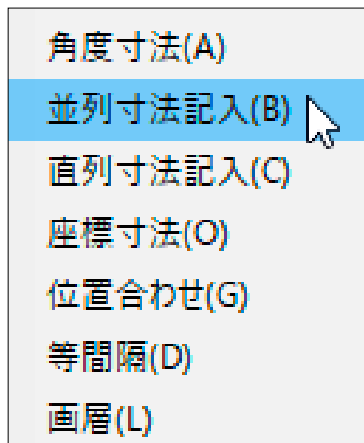 角度寸法(A)
並列寸法記入(B)
直列寸法記入(C)
座標寸法(O)
位置合わせ(G)
等間隔(D)
画層(L)